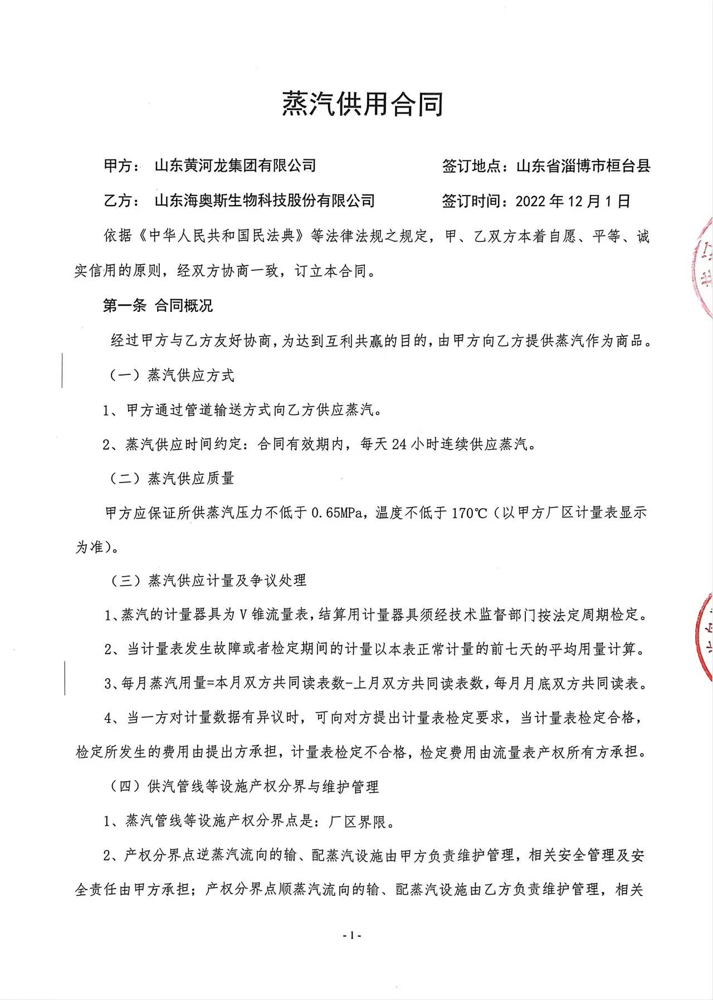 蒸汽供用合同
甲方： 山东黄河龙集团有限公司 签订地点：山东省淄博市桓台县
乙方： 山东海奥斯生物科技股份有限公司 签订时间：2022年12月1日
依据《中华人民共和国民法典》等法律法规之规定，甲、乙双方本着自愿、平等、诚
实信用的原则，经双方协商一致，订立本合同。
第一条 合同概况
经过甲方与乙方友好协商，为达到互利共赢的目的，由甲方向乙方提供蒸汽作为商品。
（一）蒸汽供应方式
1、甲方通过管道输送方式向乙方供应蒸汽。
2、蒸汽供应时间约定：合同有效期内，每天24小时连续供应蒸汽。
（二）蒸汽供应质量
甲方应保证所供蒸汽压力不低于0.65MPa，温度不低于170℃（以甲方厂区计量表显示
为准）。
（三）蒸汽供应计量及争议处理
1、蒸汽的计量器具为V锥流量表，结算用计量器具须经技术监督部门按法定周期检定。
2、当计量表发生故障或者检定期间的计量以本表正常计量的前七天的平均用量计算。
3、每月蒸汽用量=本月双方共同读表数-上月双方共同读表数，每月月底双方共同读表。
4、当一方对计量数据有异议时，可向对方提出计量表检定要求，当计量表检定合格，
检定所发生的费用由提出方承担，计量表检定不合格，检定费用由流量表产权所有方承担。
（四）供汽管线等设施产权分界与维护管理
1、蒸汽管线等设施产权分界点是：厂区界限。
2、产权分界点逆蒸汽流向的输、配蒸汽设施由甲方负责维护管理，相关安全管理及安
全责任由甲方承担；产权分界点顺蒸汽流向的输、配蒸汽设施由乙方负责维护管理，相关
- 1 -